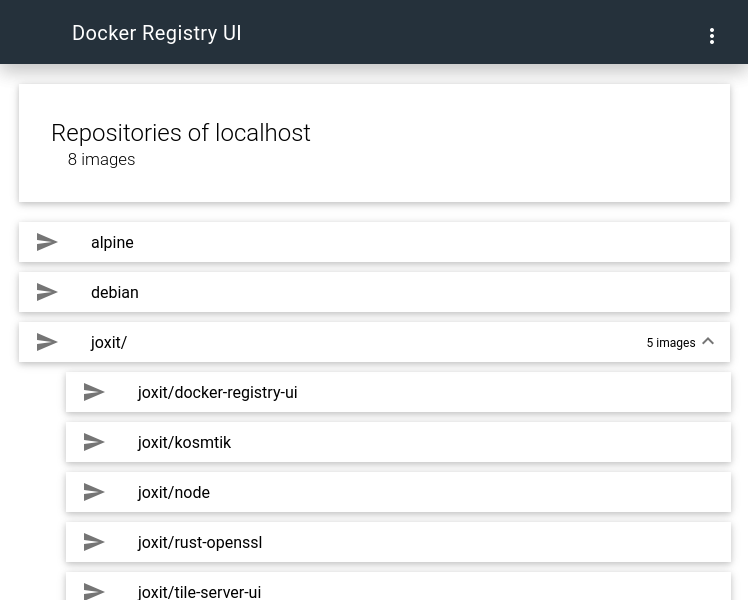 Docker Registry UI
Repositories of localhost
8 images
alpine
debian
joxit/ 5 images
joxit/docker-registry-ui
joxit/kosmtik
joxit/node
joxit/rust-openssl
joxit/tile-server-ui